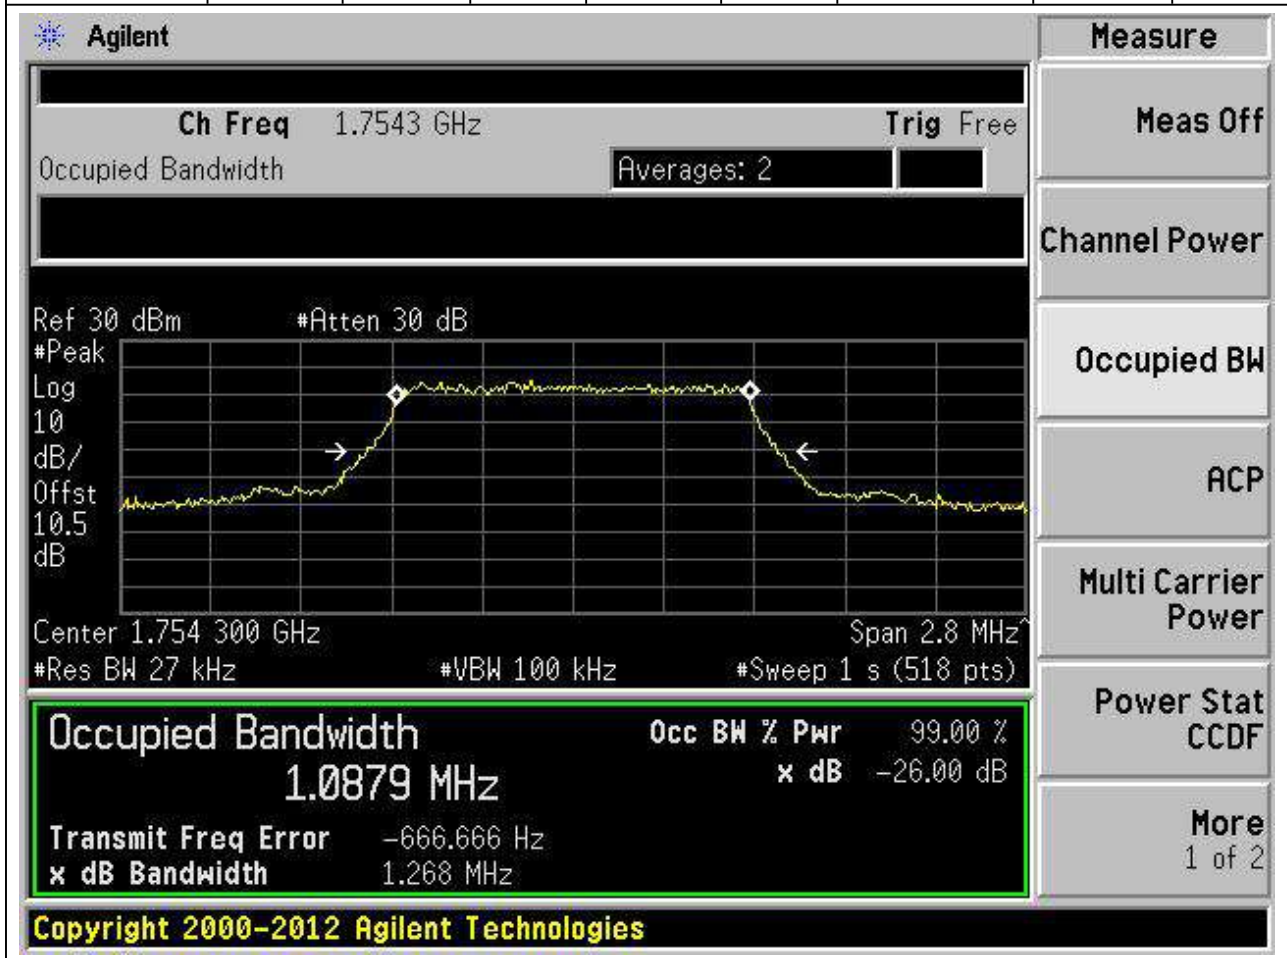 Agilent
Measure
Ch Freq 1.7543 GHz Trig Free
Meas Off
Occupied Bandwidth Averages: 2
Channel Power
Ref 30 dBm #Atten 30 dB
#Peak
Log
10
dB/
Offst
10.5
dB
Occupied BW
ACP
Center 1.754 300 GHz Span 2.8 MHz^
#Res BW 27 kHz #VBW 100 kHz #Sweep 1 s (518 pts)
Multi Carrier
Power
Occupied Bandwidth Occ BW % Pwr 99.00 %
1.0879 MHz x dB -26.00 dB
Power Stat
CCDF
Transmit Freq Error -666.666 Hz
x dB Bandwidth 1.268 MHz
More
1 of 2
Copyright 2000-2012 Agilent Technologies